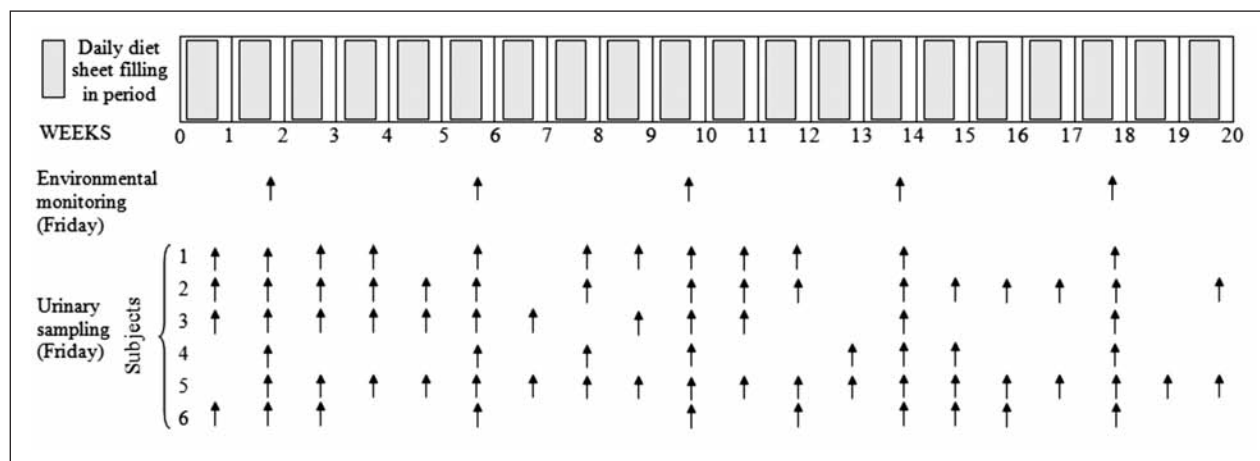 Daily diet
sheet filling
in period
WEEKS 0 1 2 3 4 5 6 7 8 9 10 11 12 13 14 15 16 17 18 19 20
Environmental
monitoring
(Friday)
Urinary
sampling
(Friday)
Subjects
1
2
3
4
5
6